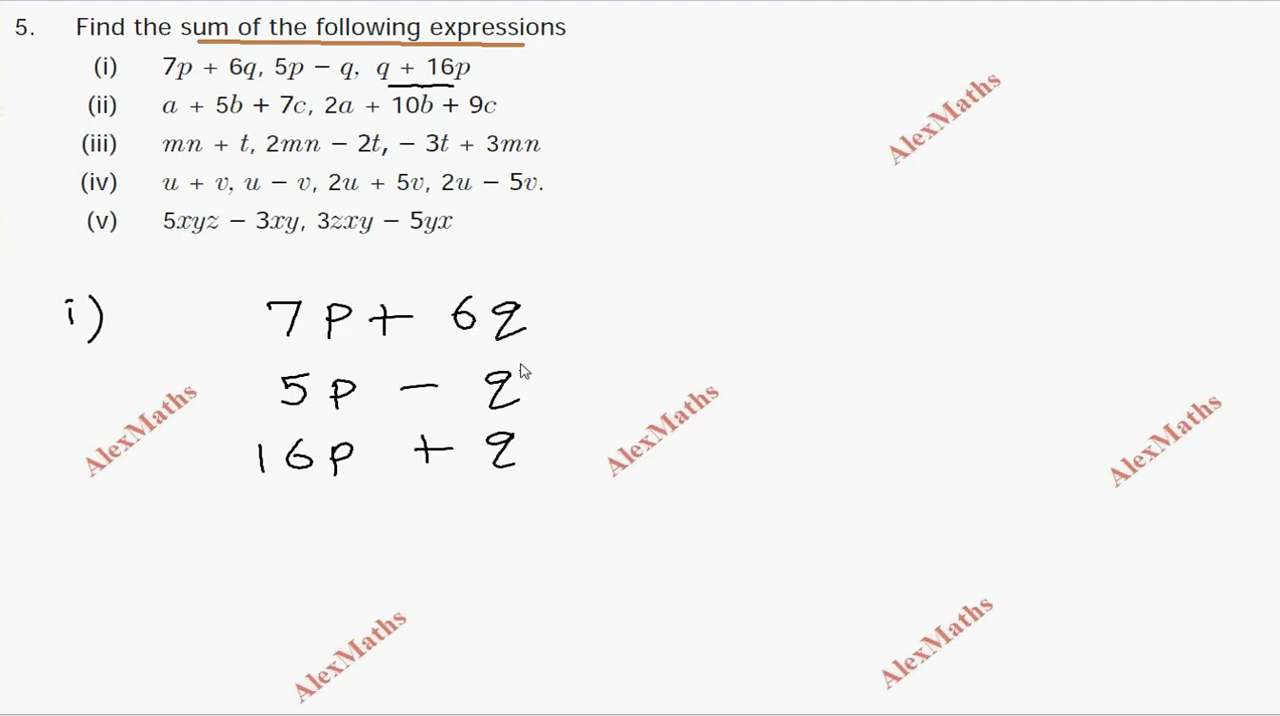 5. Find the sum of the following expressions
(i) 7p + 6q, 5p − q, q + 16p
(ii) a + 5b + 7c, 2a + 10b + 9c
(iii) mn + t, 2mn − 2t, − 3t + 3mn
(iv) u + v, u − v, 2u + 5v, 2u − 5v.
(v) 5xyz − 3xy, 3zxy − 5yx
i) 7p + 6q
5p − q
16p + q
AlexMaths
AlexMaths
AlexMaths
AlexMaths
AlexMaths
AlexMaths